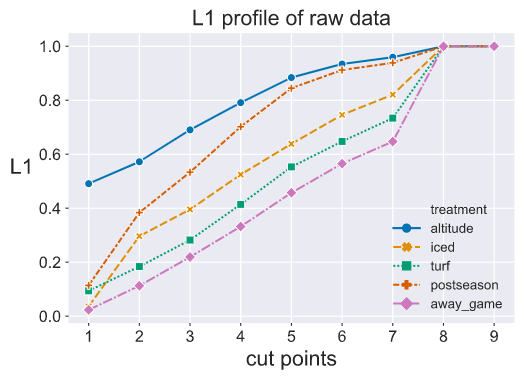 L1 profile of raw data
L1
1.0
0.8
0.6
0.4
0.2
0.0
treatment
altitude
iced
turf
postseason
away_game
1 2 3 4 5 6 7 8 9
cut points